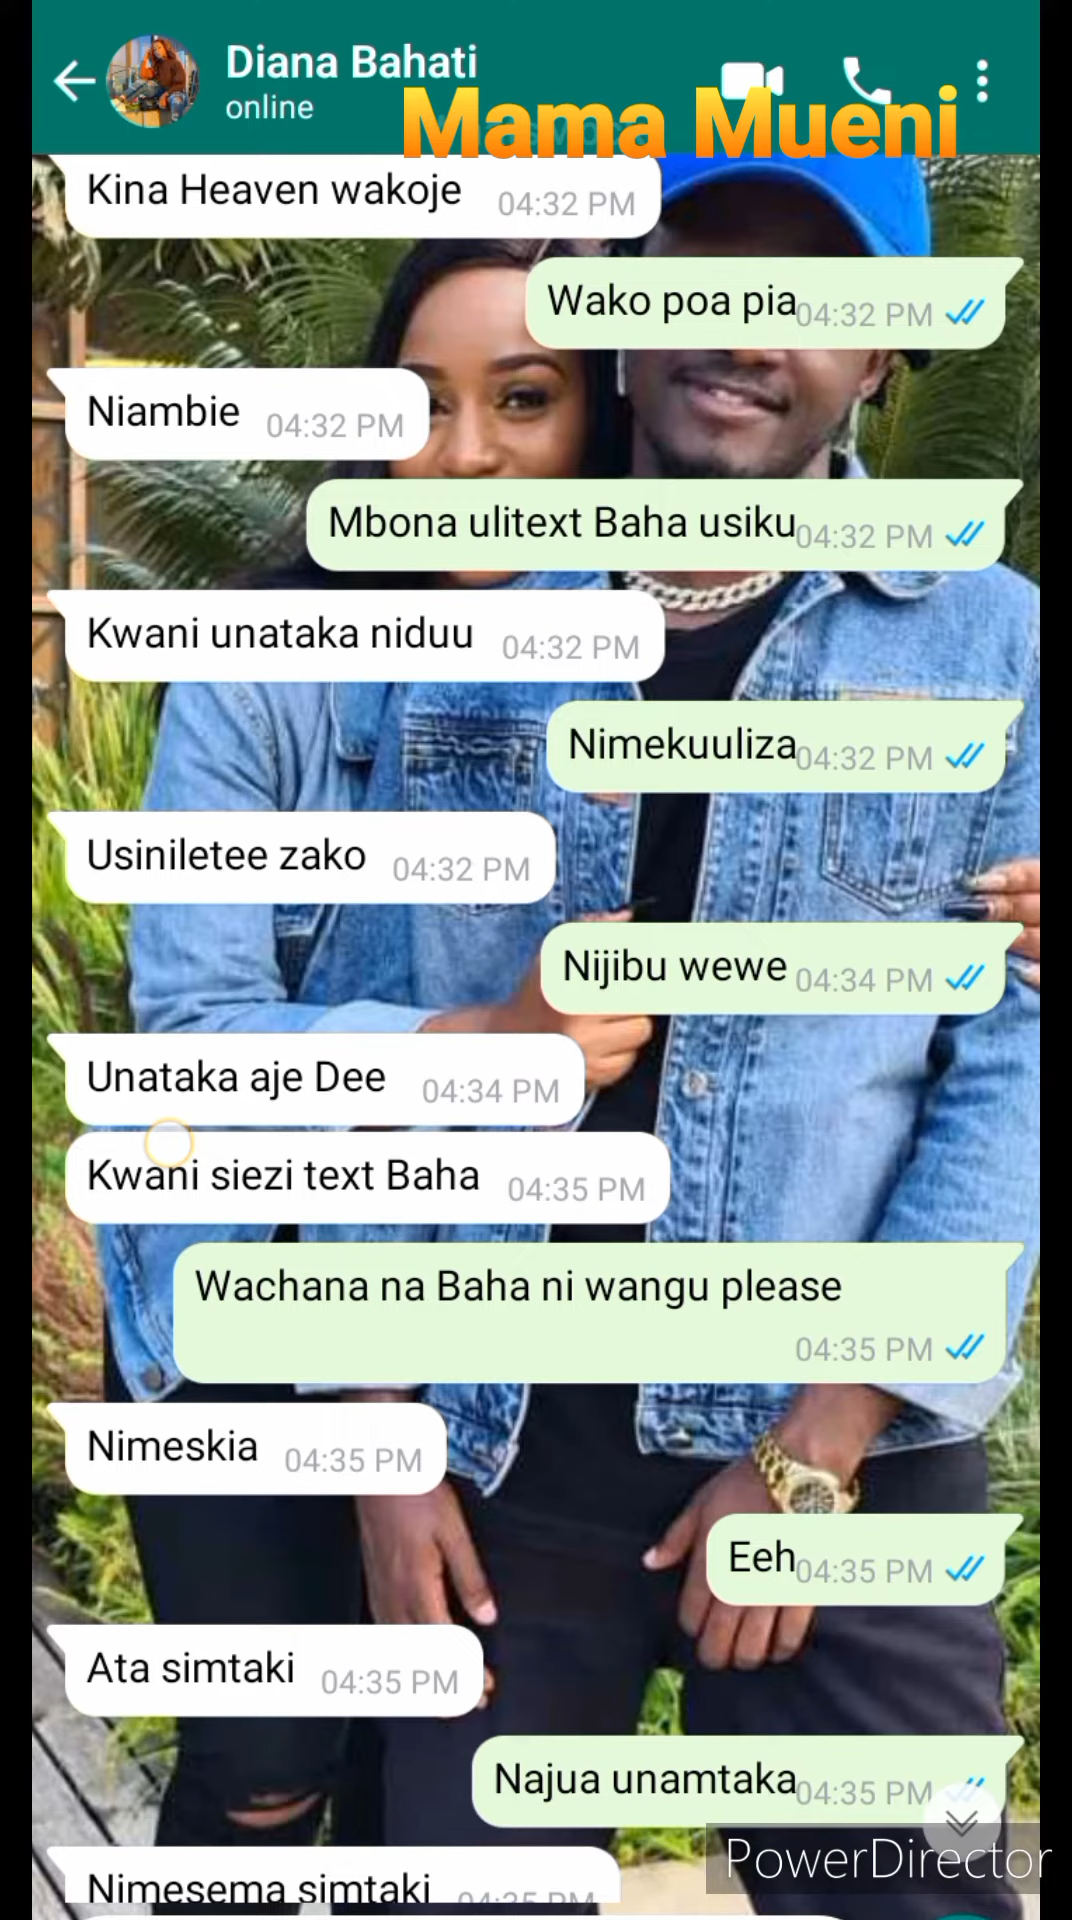 Diana Bahati
online
Mama Mueni
Kina Heaven wakoje 04:32 PM
Wako poa pia 04:32 PM
Niambie 04:32 PM
Mbona ulitext Baha usiku 04:32 PM
Kwani unataka niduu 04:32 PM
Nimekuuliza 04:32 PM
Usiniletee zako 04:32 PM
Nijibu wewe 04:34 PM
Unataka aje Dee 04:34 PM
Kwani siezi text Baha 04:35 PM
Wachana na Baha ni wangu please
04:35 PM
Nimeskia 04:35 PM
Eeh 04:35 PM
Ata simtaki 04:35 PM
Najua unamtaka 04:35 PM
Nimesema simtaki 04:35 PM
PowerDirector